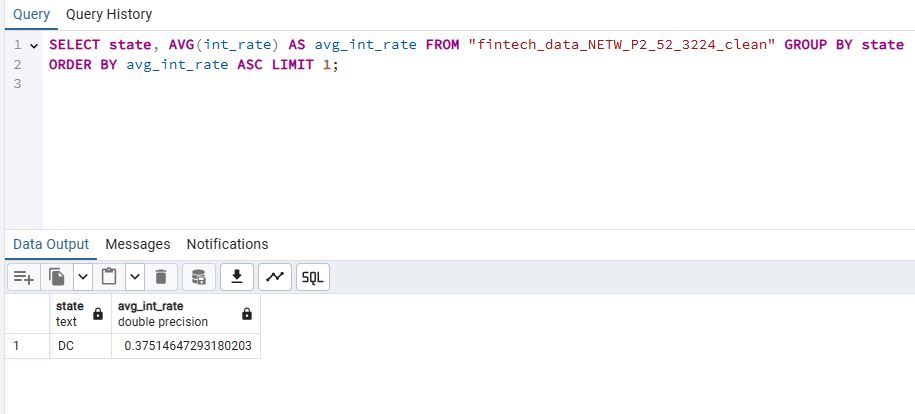 Query Query History
1 SELECT state, AVG(int_rate) AS avg_int_rate FROM "fintech_data_NETW_P2_52_3224_clean" GROUP BY state
2 ORDER BY avg_int_rate ASC LIMIT 1;
3
Data Output Messages Notifications
SQL
state avg_int_rate
text double precision
1 DC 0.37514647293180203